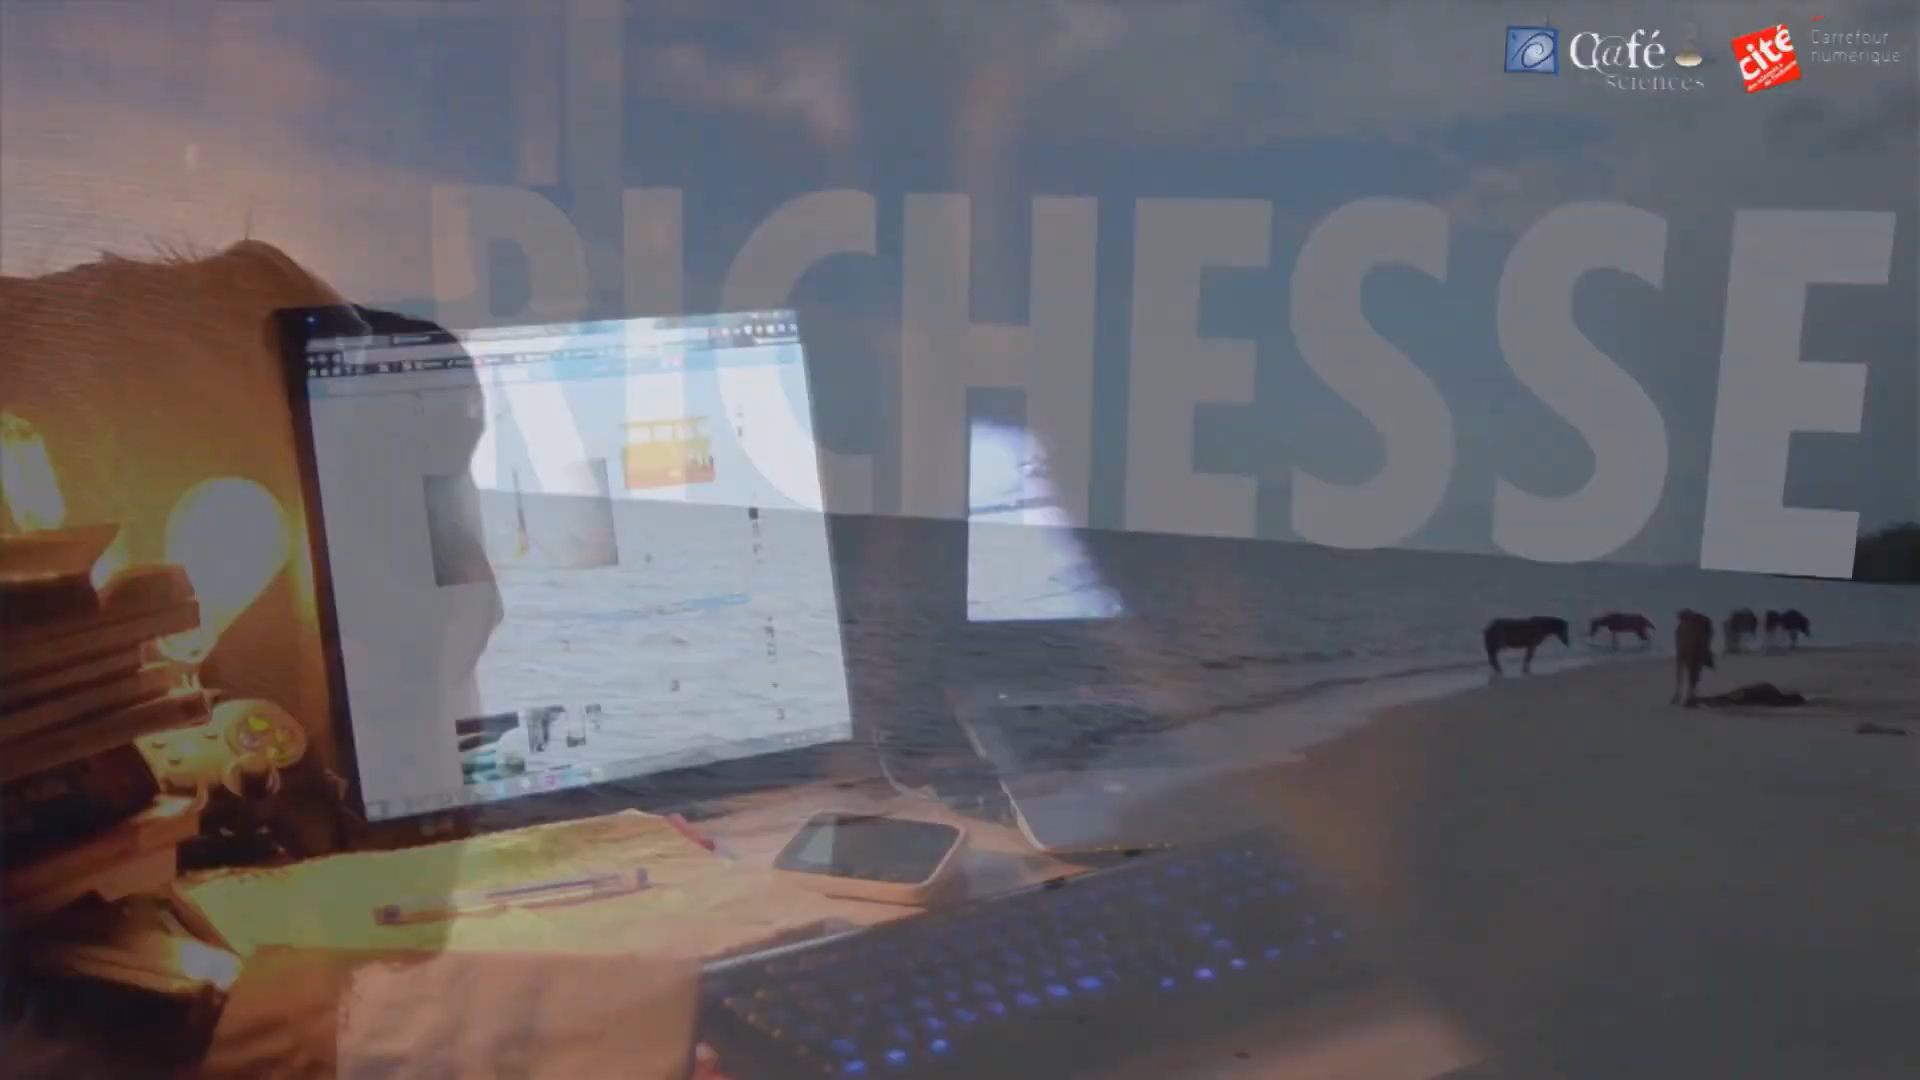 C@fé
Sciences
cité
Carrefour
numérique
RICHESSE